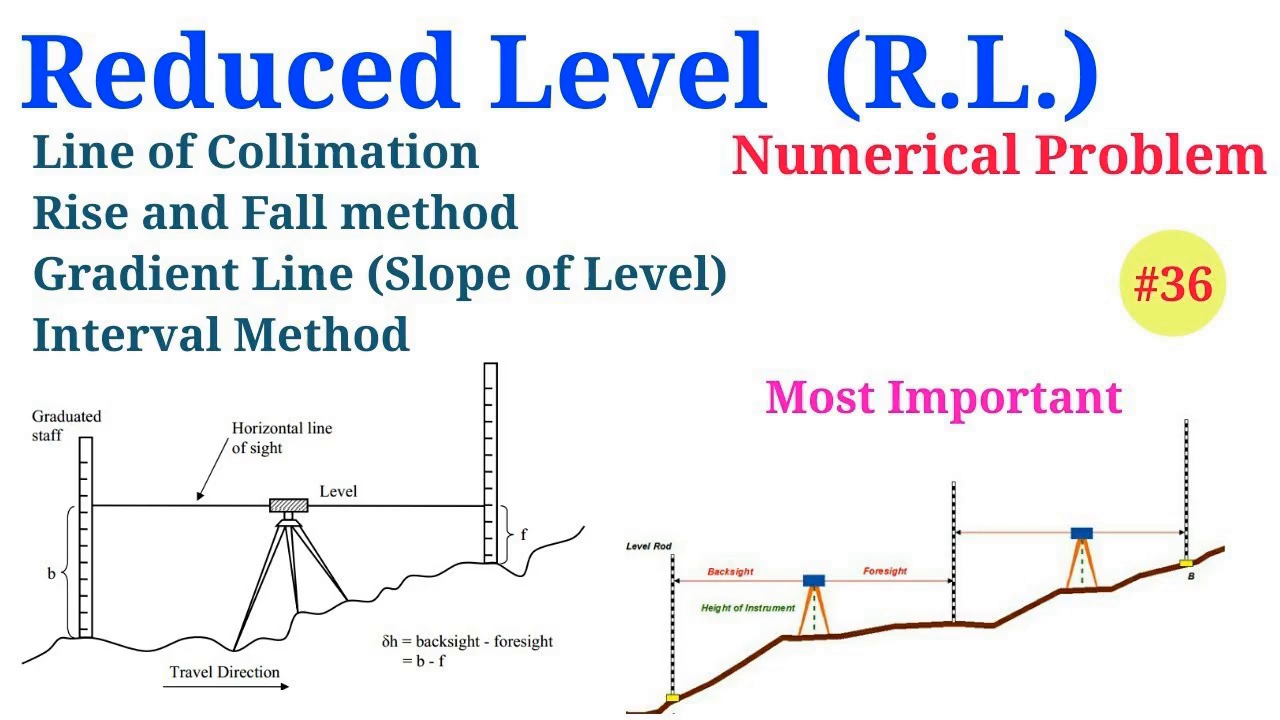 Reduced Level (R.L.)
Line of Collimation
Numerical Problem
Rise and Fall method
Gradient Line (Slope of Level)
#36
Interval Method
Most Important
Graduated
staff
Horizontal line
of sight
Level
b
f
δh = backsight - foresight
= b - f
Travel Direction
Level Rod
Backsight
Foresight
Height of Instrument
B